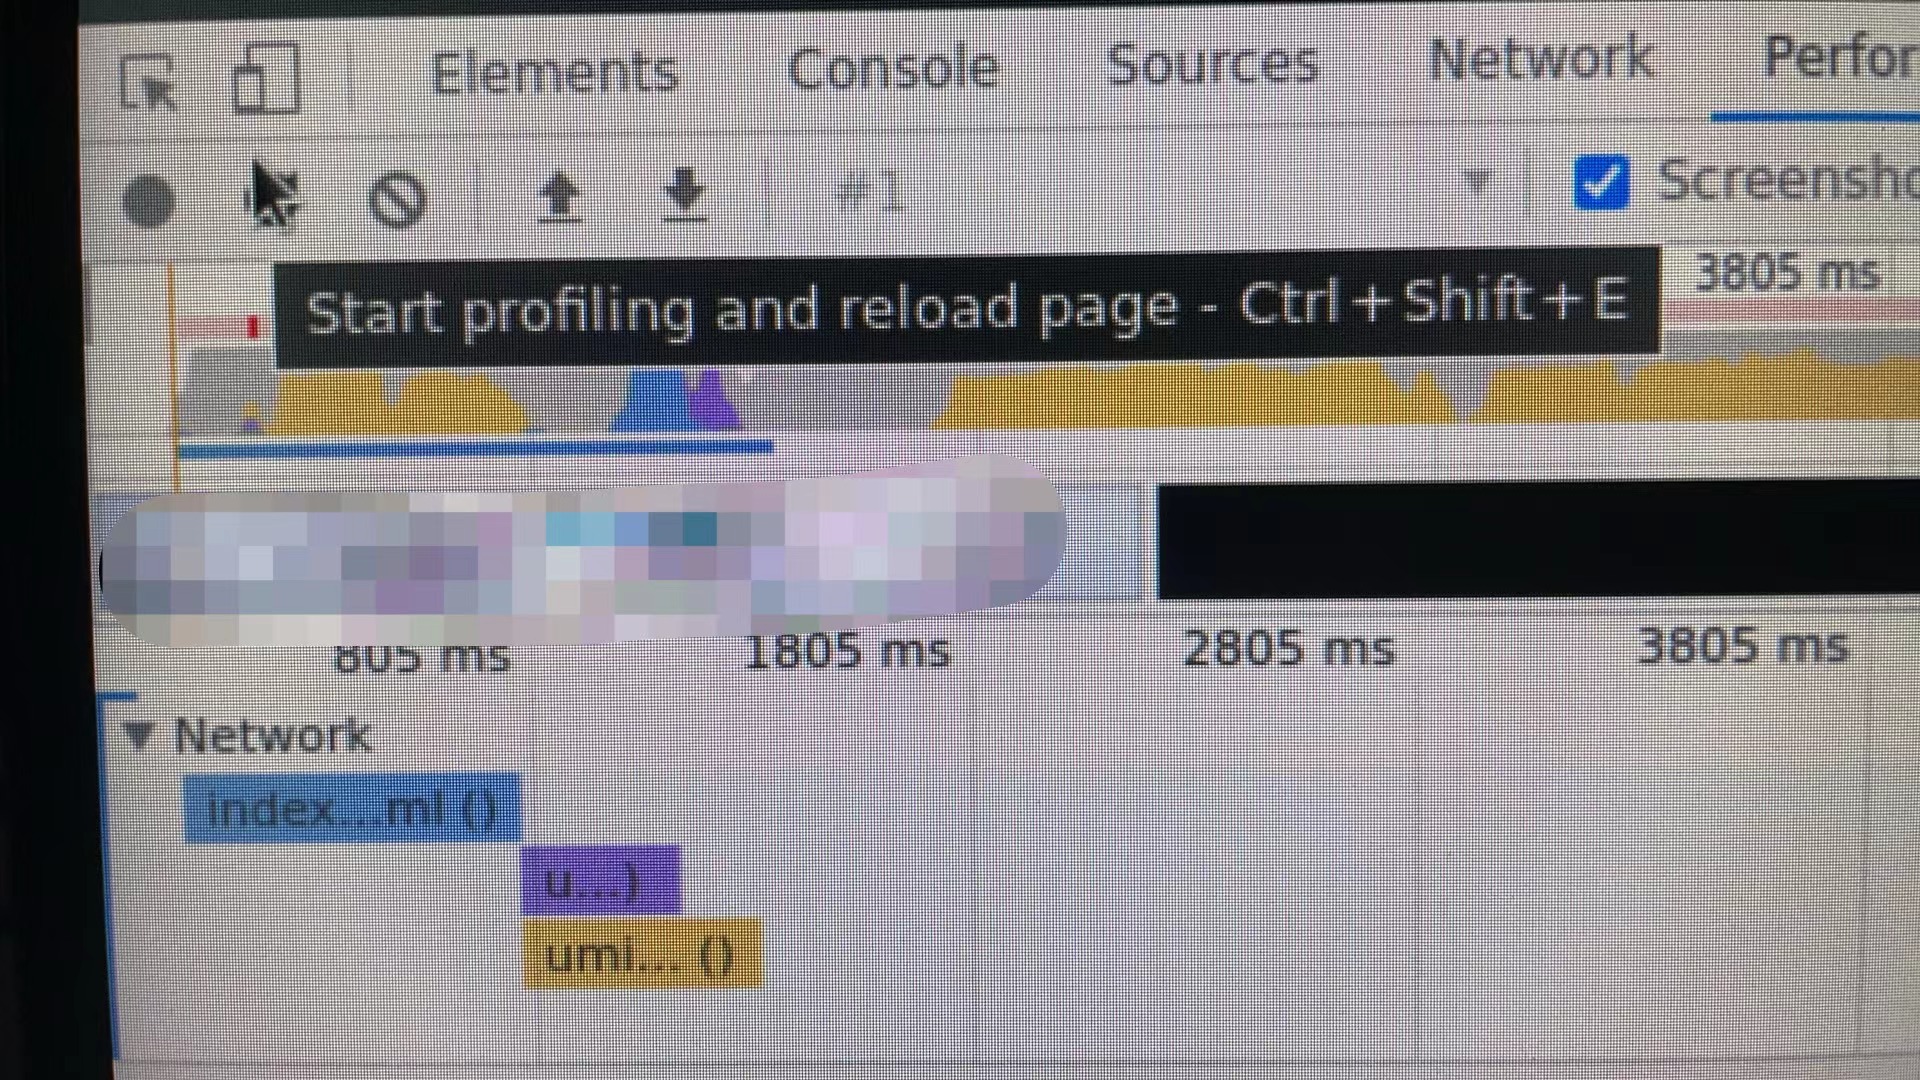 Elements Console Sources Network Perfor
#1 Screensho
Start profiling and reload page - Ctrl+Shift+E 3805 ms
805 ms 1805 ms 2805 ms 3805 ms
▼ Network
index...ml ()
u...)
umi... ()